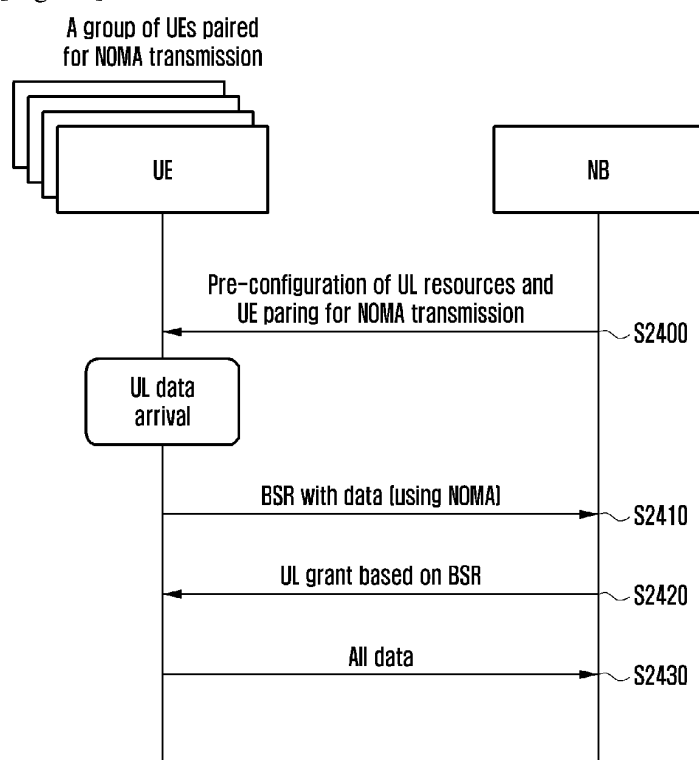 A group of UEs paired
for NOMA transmission
UE
NB
Pre-configuration of UL resources and
UE paring for NOMA transmission
S2400
UL data
arrival
BSR with data (using NOMA)
S2410
UL grant based on BSR
S2420
All data
S2430